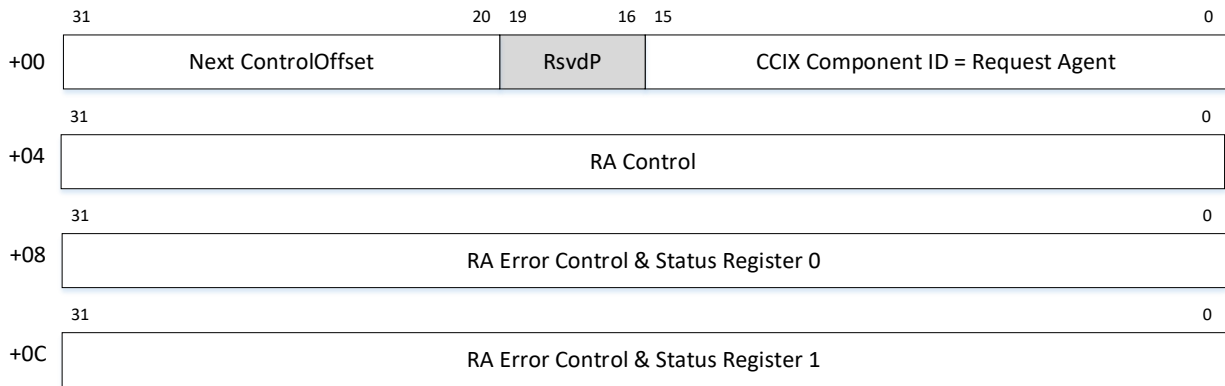 31 20 19 16 15 0
+00 Next ControlOffset RsvdP CCIX Component ID = Request Agent
31 0
+04 RA Control
31 0
+08 RA Error Control & Status Register 0
31 0
+0C RA Error Control & Status Register 1